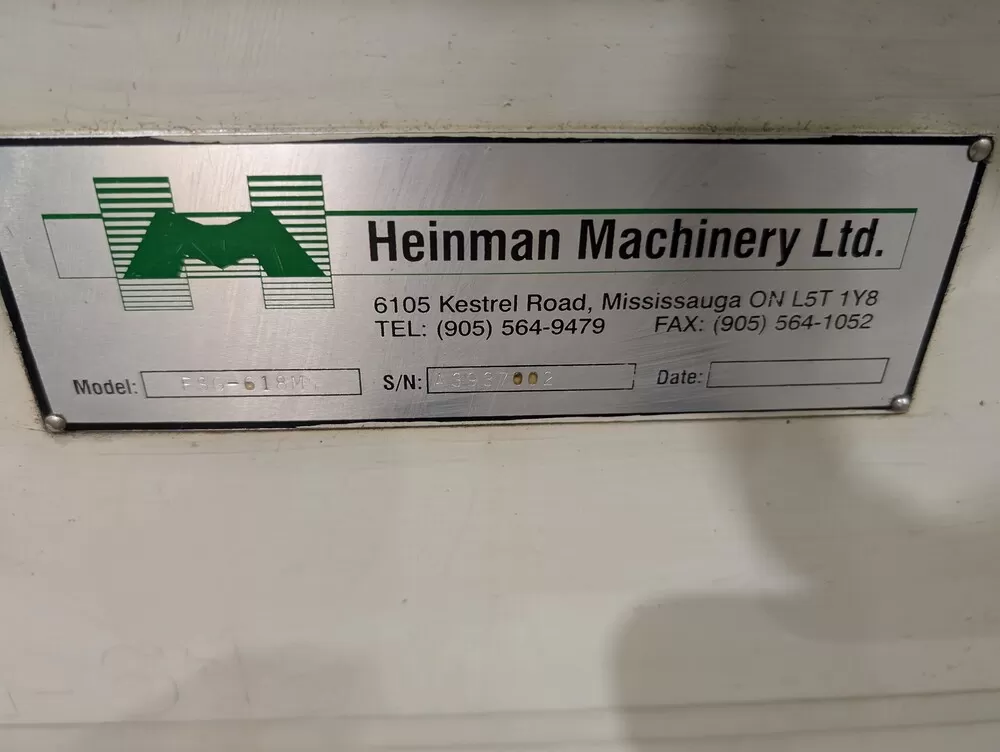 Heinman Machinery Ltd.
6105 Kestrel Road, Mississauga ON L5T 1Y8
TEL: (905) 564-9479 FAX: (905) 564-1052
Model: S/N: Date: